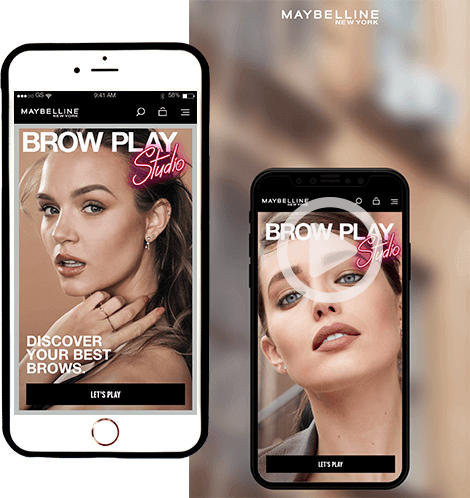 MAYBELLINE
NEW YORK
GS
9:41 AM
58%
MAYBELLINE
NEW YORK
BROW PLAY
Studio
DISCOVER
YOUR BEST
BROWS.
LET'S PLAY
MAYBELLINE
NEW YORK
BROW PLAY
Studio
LET'S PLAY